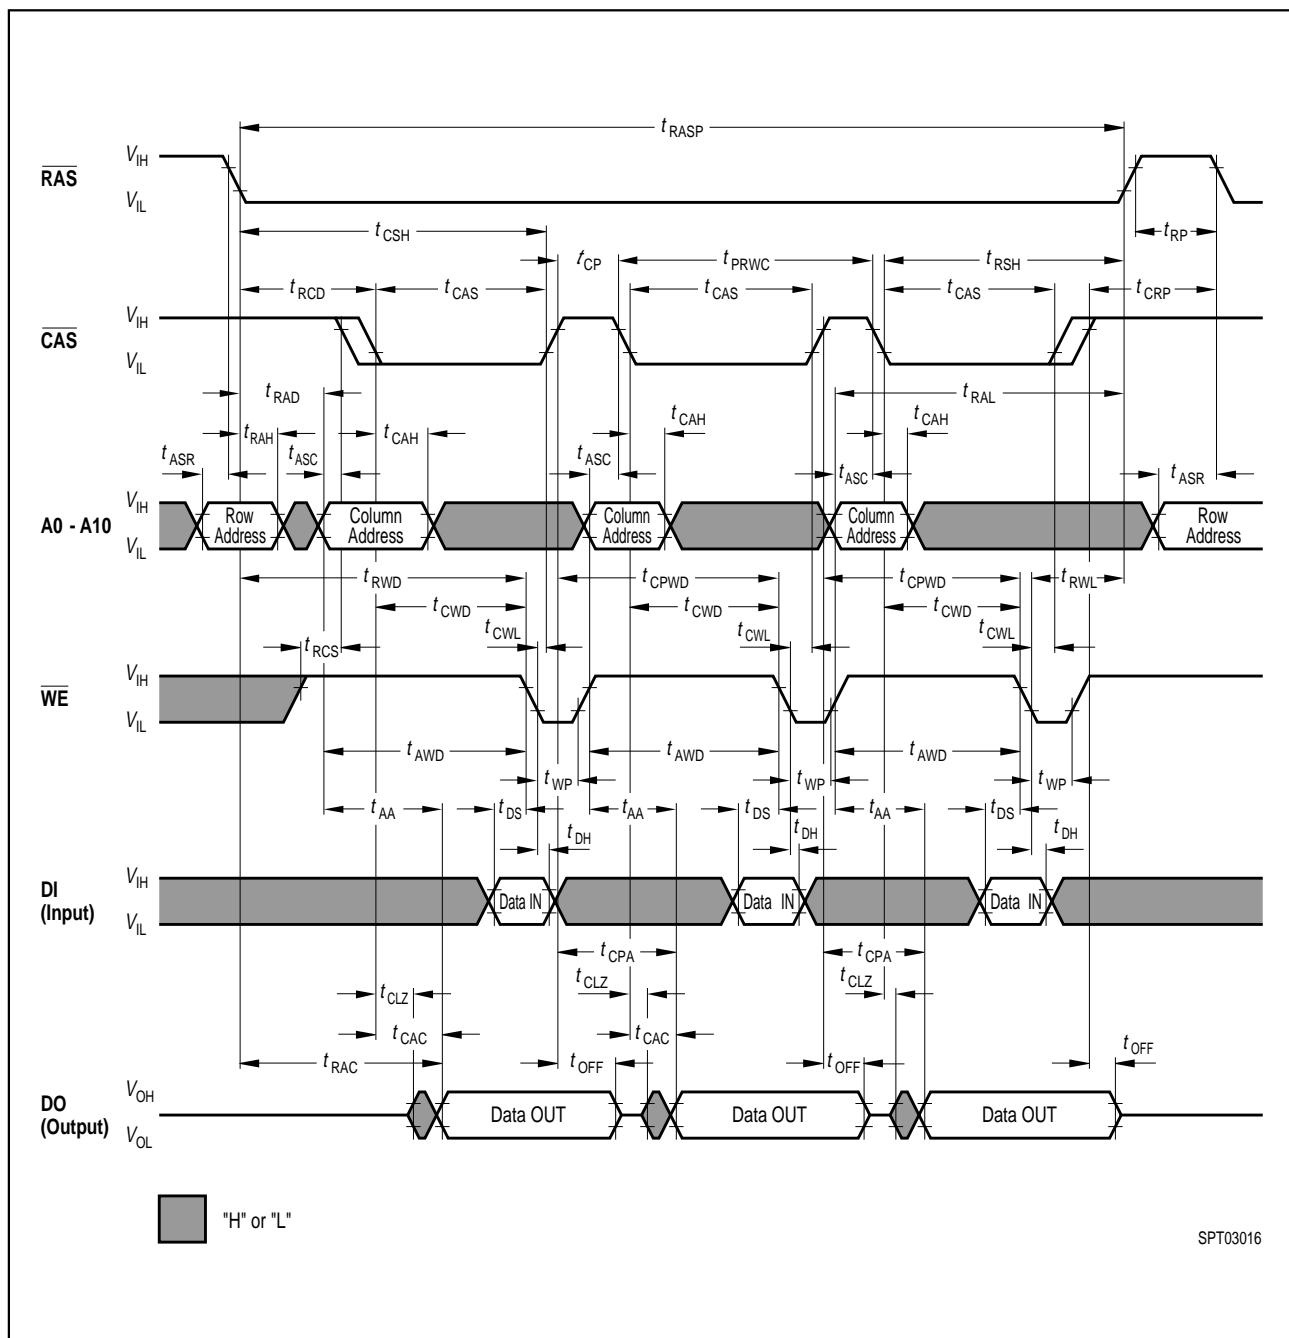 tRASP
RAS
VIH
VIL
tCSH
tRP
tCP
tPRWC
tRSH
tRCD
tCAS
tCAS
tCAS
tCRP
CAS
VIH
VIL
tRAD
tRAL
tRAH
tCAH
tCAH
tCAH
tASR
tASC
tASC
tASC
tASR
A0 - A10
VIH
VIL
Row Address
Column Address
Column Address
Column Address
Row Address
tRWD
tCPWD
tCPWD
tRWL
tCWD
tCWD
tCWD
tCWL
tCWL
tCWL
tRCS
WE
VIH
VIL
tAWD
tAWD
tAWD
tWP
tWP
tWP
tAA
tDS
tAA
tDS
tAA
tDS
tDH
tDH
tDH
DI
(Input)
VIH
VIL
Data IN
Data IN
Data IN
tCPA
tCPA
tCLZ
tCLZ
tCLZ
tCAC
tCAC
tRAC
tOFF
tOFF
tOFF
DO
(Output)
VOH
VOL
Data OUT
Data OUT
Data OUT
"H" or "L"
SPT03016